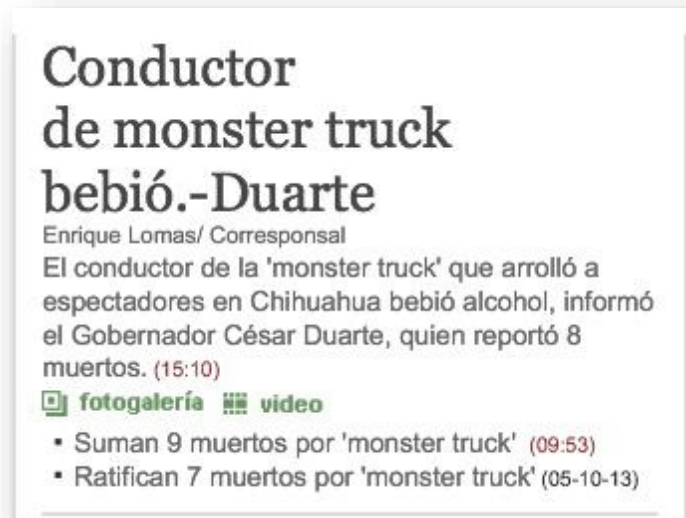 Conductor
de monster truck
bebió.-Duarte
Enrique Lomas/ Corresponsal
El conductor de la 'monster truck' que arrolló a
espectadores en Chihuahua bebió alcohol, informó
el Gobernador César Duarte, quien reportó 8
muertos. (15:10)
fotogalería video
▪ Suman 9 muertos por 'monster truck' (09:53)
▪ Ratifican 7 muertos por 'monster truck' (05-10-13)